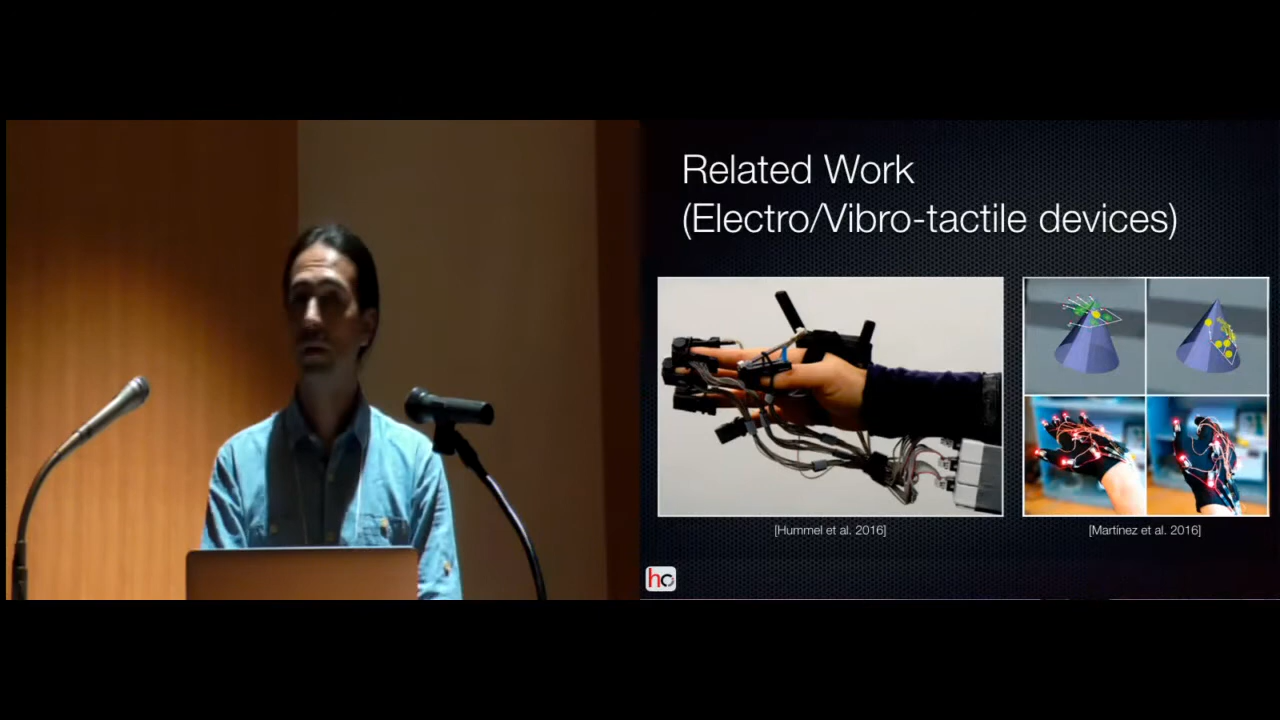 Related Work
(Electro/Vibro-tactile devices)
[Hummel et al. 2016]
[Martínez et al. 2016]
hc